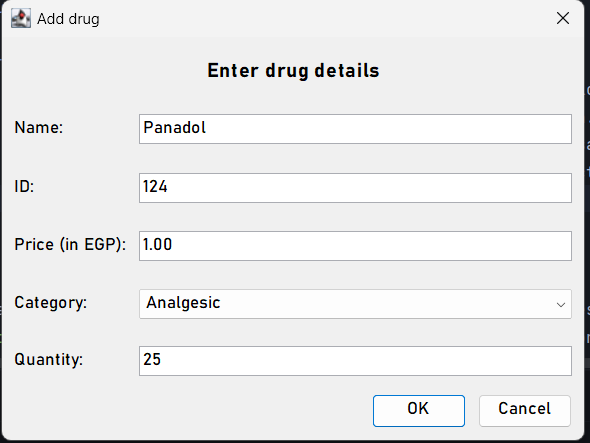 Add drug
Enter drug details
Name: Panadol
ID: 124
Price (in EGP): 1.00
Category: Analgesic
Quantity: 25
OK Cancel